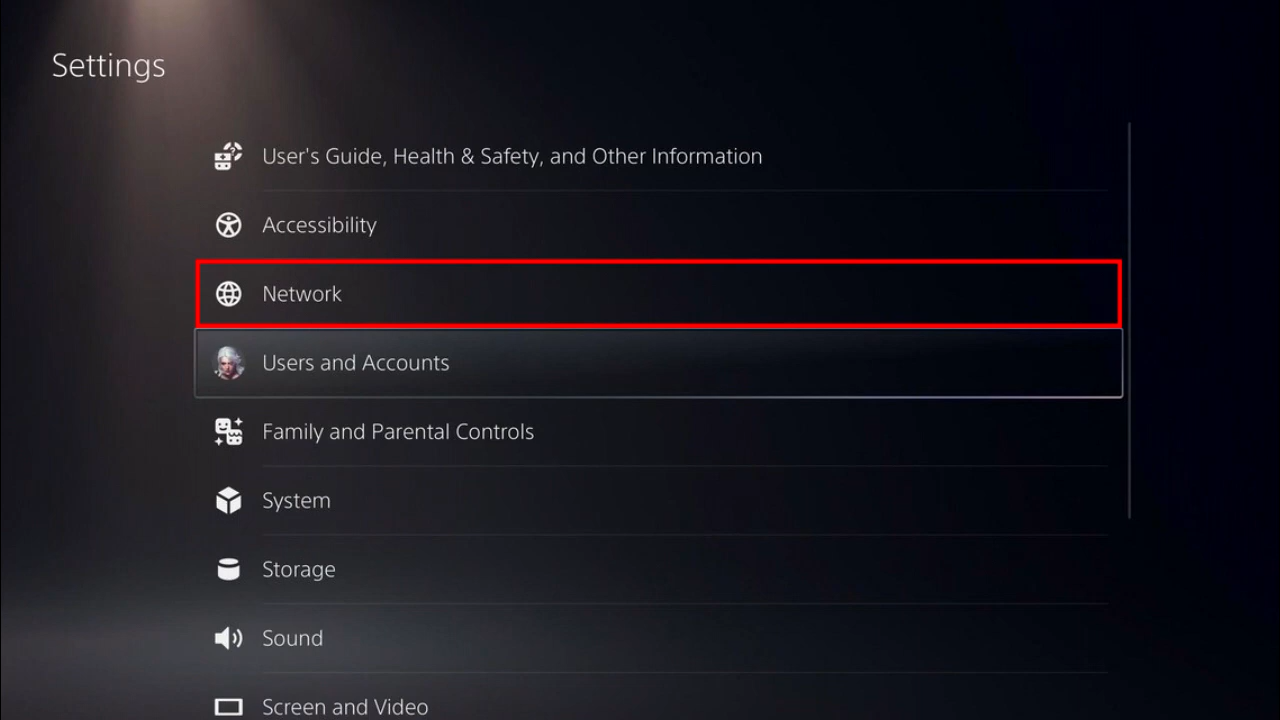 Settings
User's Guide, Health & Safety, and Other Information
Accessibility
Network
Users and Accounts
Family and Parental Controls
System
Storage
Sound
Screen and Video